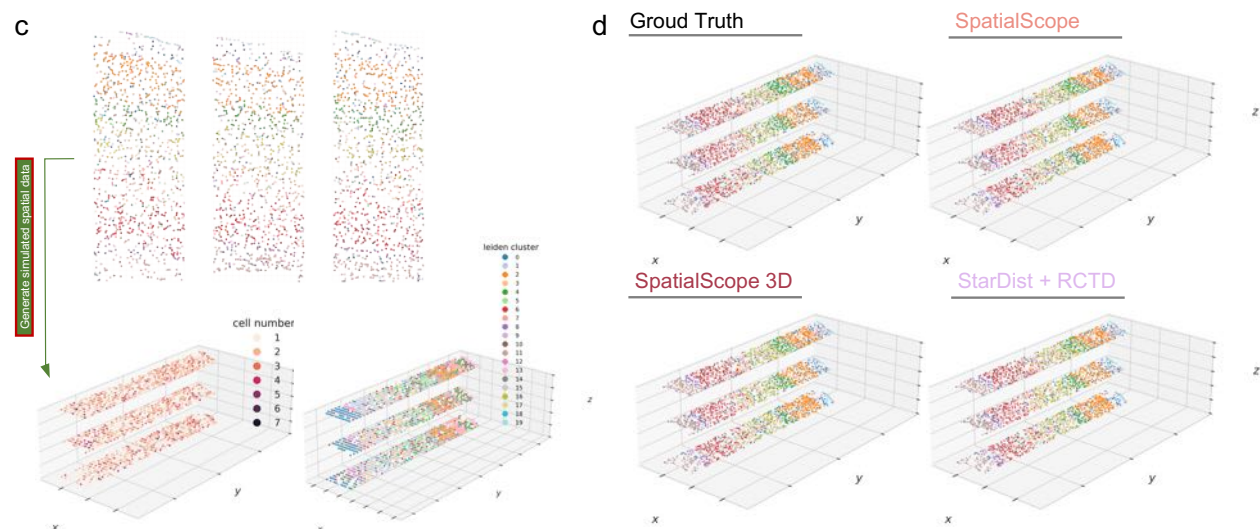 c
Generate simulated spatial data
cell number
1
2
3
4
5
6
7
x
y
leiden cluster
0
1
2
3
4
5
6
7
8
9
10
11
12
13
14
15
16
17
18
19
x
y
z
d
Groud Truth
SpatialScope
x
y
x
y
z
SpatialScope 3D
StarDist + RCTD
x
y
x
y
z